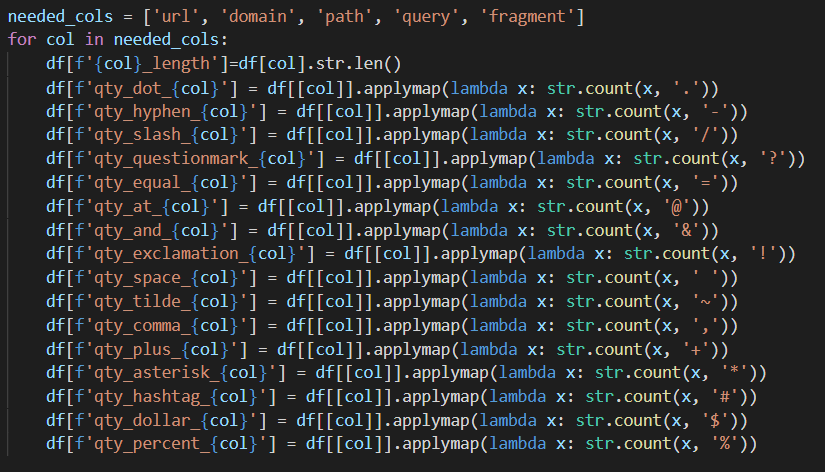 needed_cols = ['url', 'domain', 'path', 'query', 'fragment']
for col in needed_cols:
    df[f'{col}_length']=df[col].str.len()
    df[f'qty_dot_{col}'] = df[[col]].applymap(lambda x: str.count(x, '.'))
    df[f'qty_hyphen_{col}'] = df[[col]].applymap(lambda x: str.count(x, '-'))
    df[f'qty_slash_{col}'] = df[[col]].applymap(lambda x: str.count(x, '/'))
    df[f'qty_questionmark_{col}'] = df[[col]].applymap(lambda x: str.count(x, '?'))
    df[f'qty_equal_{col}'] = df[[col]].applymap(lambda x: str.count(x, '='))
    df[f'qty_at_{col}'] = df[[col]].applymap(lambda x: str.count(x, '@'))
    df[f'qty_and_{col}'] = df[[col]].applymap(lambda x: str.count(x, '&'))
    df[f'qty_exclamation_{col}'] = df[[col]].applymap(lambda x: str.count(x, '!'))
    df[f'qty_space_{col}'] = df[[col]].applymap(lambda x: str.count(x, ' '))
    df[f'qty_tilde_{col}'] = df[[col]].applymap(lambda x: str.count(x, '~'))
    df[f'qty_comma_{col}'] = df[[col]].applymap(lambda x: str.count(x, ','))
    df[f'qty_plus_{col}'] = df[[col]].applymap(lambda x: str.count(x, '+'))
    df[f'qty_asterisk_{col}'] = df[[col]].applymap(lambda x: str.count(x, '*'))
    df[f'qty_hashtag_{col}'] = df[[col]].applymap(lambda x: str.count(x, '#'))
    df[f'qty_dollar_{col}'] = df[[col]].applymap(lambda x: str.count(x, '$'))
    df[f'qty_percent_{col}'] = df[[col]].applymap(lambda x: str.count(x, '%'))